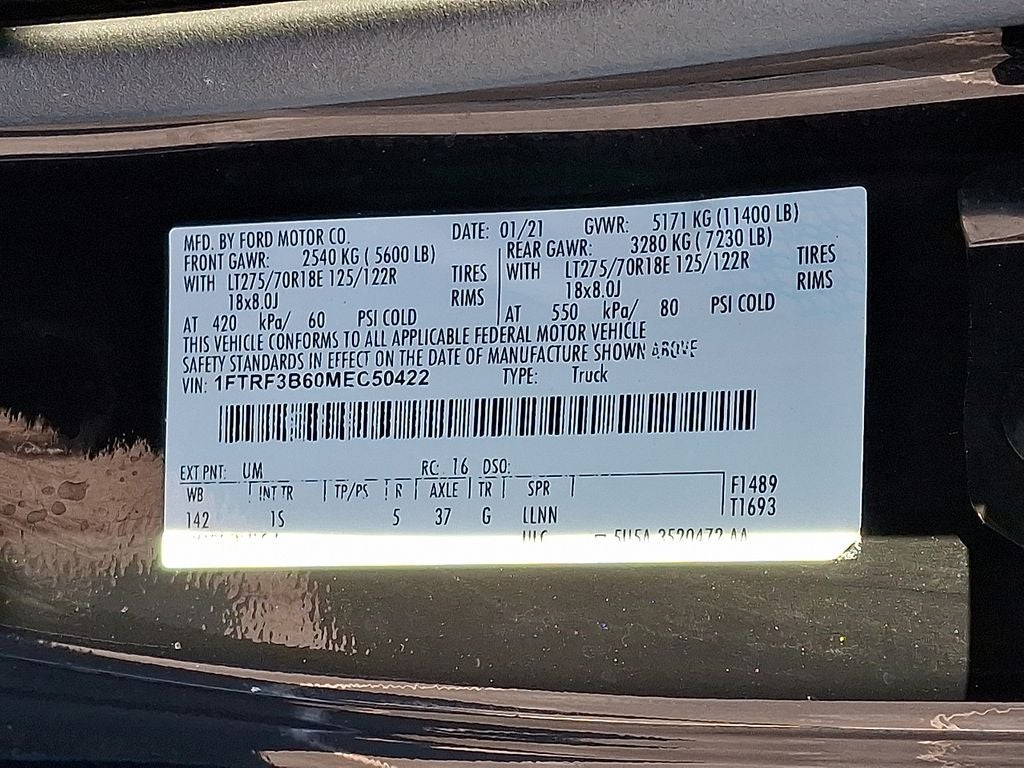 MFD. BY FORD MOTOR CO. DATE: 01/21 GVWR: 5171 KG (11400 LB)
FRONT GAWR: 2540 KG ( 5600 LB) REAR GAWR: 3280 KG ( 7230 LB)
WITH LT275/70R18E 125/122R TIRES WITH LT275/70R18E 125/122R TIRES
18x8.0J RIMS 18x8.0J RIMS
AT 420 kPa/ 60 PSI COLD AT 550 kPa/ 80 PSI COLD
THIS VEHICLE CONFORMS TO ALL APPLICABLE FEDERAL MOTOR VEHICLE
SAFETY STANDARDS IN EFFECT ON THE DATE OF MANUFACTURE SHOWN ABOVE
VIN: 1FTRF3B60MEC50422 TYPE: Truck
EXT PNT: UM RC: 16 DSO:
WB INT TR TP/PS R AXLE TR SPR F1489
142 1S 5 37 G LLNN T1693